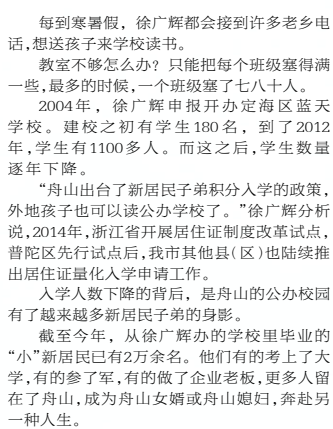 每到寒暑假，徐广辉都会接到许多老乡电
话，想送孩子来学校读书。
教室不够怎么办？只能把每个班级塞得满
一些，最多的时候，一个班级塞了七八十人。
2004年，徐广辉申报开办定海区蓝天
学校。建校之初有学生180名，到了2012
年，学生有1100多人。而这之后，学生数量
逐年下降。
“舟山出台了新居民子弟积分入学的政策，
外地孩子也可以读公办学校了。”徐广辉分析
说，2014年，浙江省开展居住证制度改革试点，
普陀区先行试点后，我市其他县（区）也陆续推
出居住证量化入学申请工作。
入学人数下降的背后，是舟山的公办校园
有了越来越多新居民子弟的身影。
截至今年，从徐广辉办的学校里毕业的
“小”新居民已有2万余名。他们有的考上了大
学，有的参了军，有的做了企业老板，更多人留
在了舟山，成为舟山女婿或舟山媳妇，奔赴另
一种人生。